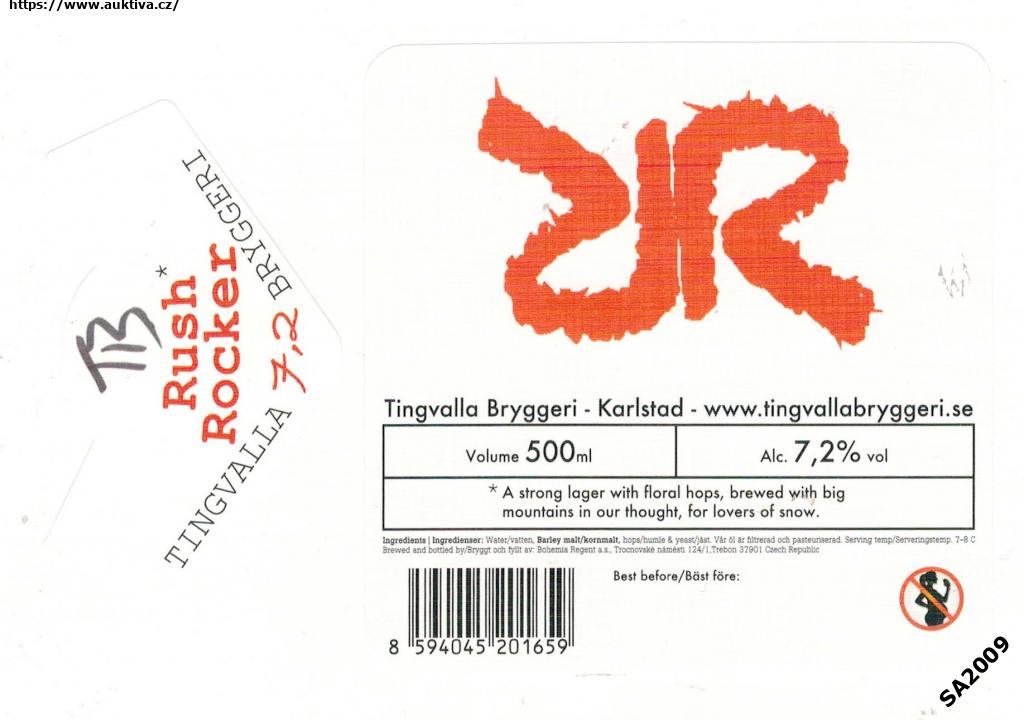 https://www.auktiva.cz/
TB
Rush*
Rocker
TINGVALLA 7,2 BRYGGERI
RR
Tingvalla Bryggeri - Karlstad - www.tingvallabryggeri.se
Volume 500ml
Alc. 7,2% vol
* A strong lager with floral hops, brewed with big
mountains in our thought, for lovers of snow.
Ingredients | Ingredienser: Water/vatten, Barley malt/kornmalt, hops/humle & yeast/jäst. Vår öl är filtrerad och pasteuriserad. Serving temp/Serveringstemp. 7-8 C
Brewed and bottled by/Bryggt och fyllt av: Bohemia Regent a.s., Trocnovské náměstí 124/1,Trebon 37901 Czech Republic
Best before/Bäst före:
8 594045 201659
SA2009